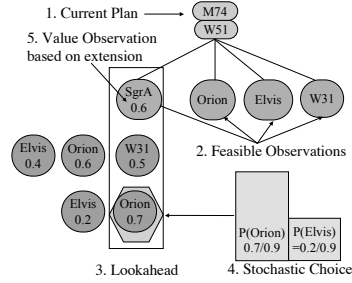 1. Current Plan
M74
W51
5. Value Observation
based on extension
SgrA
0.6
Orion
Elvis
W31
2. Feasible Observations
Elvis
0.4
Orion
0.6
W31
0.5
Elvis
0.2
Orion
0.7
P(Orion)
0.7/0.9
P(Elvis)
=0.2/0.9
3. Lookahead
4. Stochastic Choice